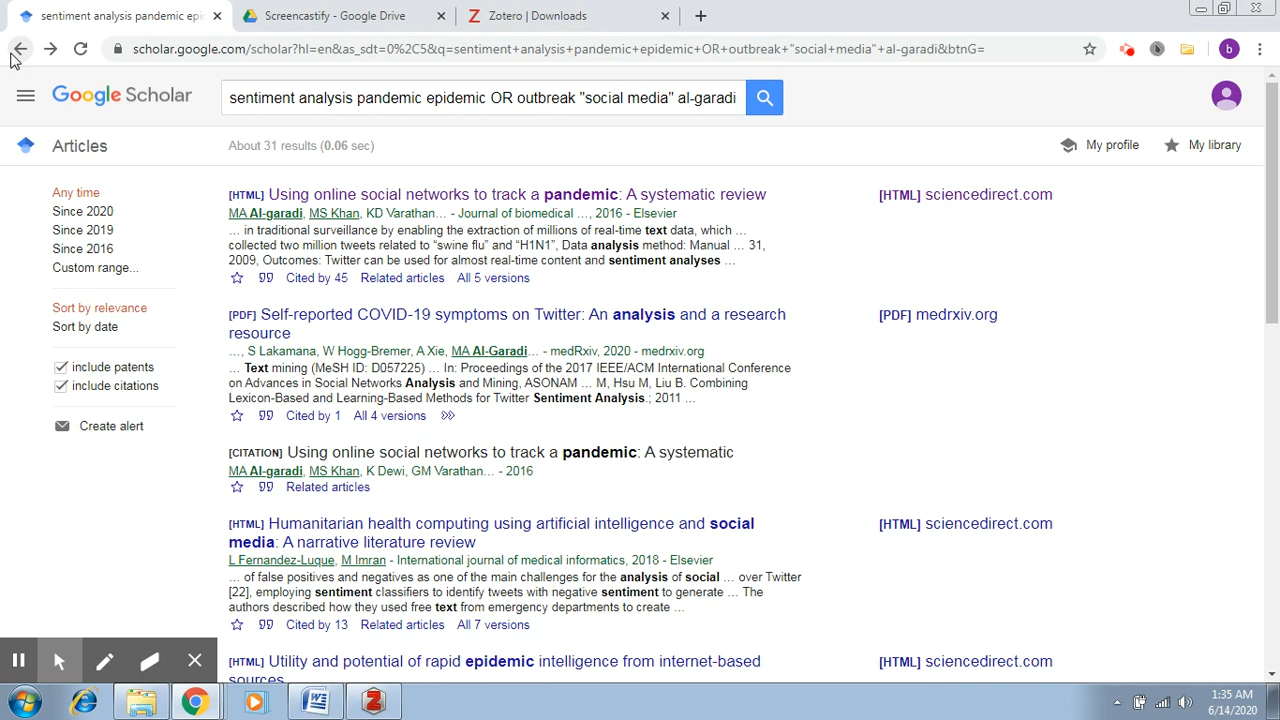 sentiment analysis pandemic epi
Screencastify - Google Drive
Zotero | Downloads
scholar.google.com/scholar?hl=en&as_sdt=0%2C5&q=sentiment+analysis+pandemic+epidemic+OR+outbreak+"social+media"+al-garadi&btnG=
b
Google Scholar
sentiment analysis pandemic epidemic OR outbreak "social media" al-garadi
Articles
About 31 results (0.06 sec)
My profile
My library
Any time
Since 2020
Since 2019
Since 2016
Custom range...
Sort by relevance
Sort by date
include patents
include citations
Create alert
[HTML] Using online social networks to track a pandemic: A systematic review
[HTML] sciencedirect.com
MA Al-garadi, MS Khan, KD Varathan... - Journal of biomedical ..., 2016 - Elsevier
... in traditional surveillance by enabling the extraction of millions of real-time text data, which ...
collected two million tweets related to “swine flu” and “H1N1”, Data analysis method: Manual ... 31,
2009, Outcomes: Twitter can be used for almost real-time content and sentiment analyses ...
Cited by 45 Related articles All 5 versions
[PDF] Self-reported COVID-19 symptoms on Twitter: An analysis and a research
resource
[PDF] medrxiv.org
..., S Lakamana, W Hogg-Bremer, A Xie, MA Al-Garadi... - medRxiv, 2020 - medrxiv.org
... Text mining (MeSH ID: D057225) ... In: Proceedings of the 2017 IEEE/ACM International Conference
on Advances in Social Networks Analysis and Mining, ASONAM ... M, Hsu M, Liu B. Combining
Lexicon-Based and Learning-Based Methods for Twitter Sentiment Analysis.; 2011 ...
Cited by 1 All 4 versions
[CITATION] Using online social networks to track a pandemic: A systematic
MA Al-garadi, MS Khan, K Dewi, GM Varathan... - 2016
Related articles
[HTML] Humanitarian health computing using artificial intelligence and social
media: A narrative literature review
[HTML] sciencedirect.com
L Fernandez-Luque, M Imran - International journal of medical informatics, 2018 - Elsevier
... of false positives and negatives as one of the main challenges for the analysis of social ... over Twitter
[22], employing sentiment classifiers to identify tweets with negative sentiment to generate ... The
authors described how they used free text from emergency departments to create ...
Cited by 13 Related articles All 7 versions
[HTML] Utility and potential of rapid epidemic intelligence from internet-based
sources
[HTML] sciencedirect.com
1:35 AM
6/14/2020